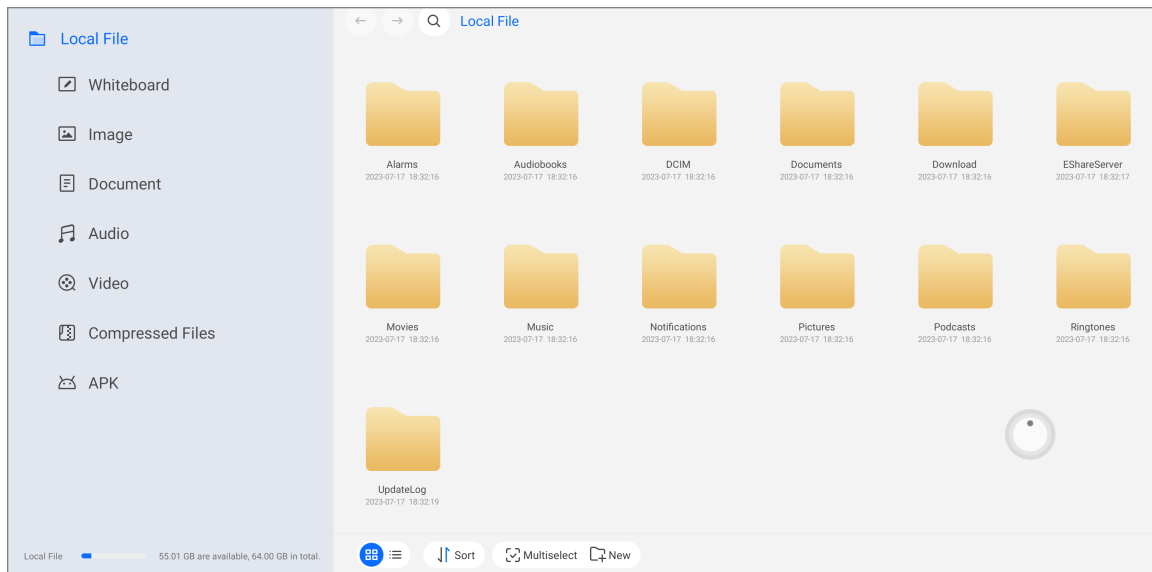 Local File
Whiteboard
Image
Document
Audio
Video
Compressed Files
APK
Local File 55.01 GB are available, 64.00 GB in total.
Local File
Alarms Audiobooks DCIM Documents Download EShareServer
2023-07-17 18:32:16 2023-07-17 18:32:16 2023-07-17 18:32:16 2023-07-17 18:32:16 2023-07-17 18:32:16 2023-07-17 18:32:17
Movies Music Notifications Pictures Podcasts Ringtones
2023-07-17 18:32:16 2023-07-17 18:32:16 2023-07-17 18:32:16 2023-07-17 18:32:16 2023-07-17 18:32:16 2023-07-17 18:32:16
UpdateLog
2023-07-17 18:32:19
Sort Multiselect New